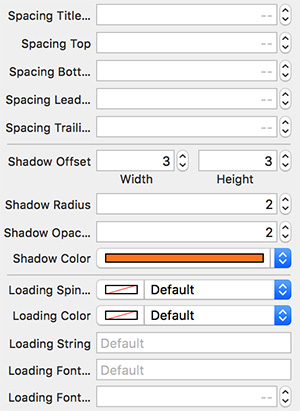 Spacing Title... --
Spacing Top --
Spacing Bott... --
Spacing Lead... --
Spacing Traili... --
Shadow Offset 3 3
Width Height
Shadow Radius 2
Shadow Opac... 2
Shadow Color
Loading Spin... Default
Loading Color Default
Loading String Default
Loading Font... Default
Loading Font... --